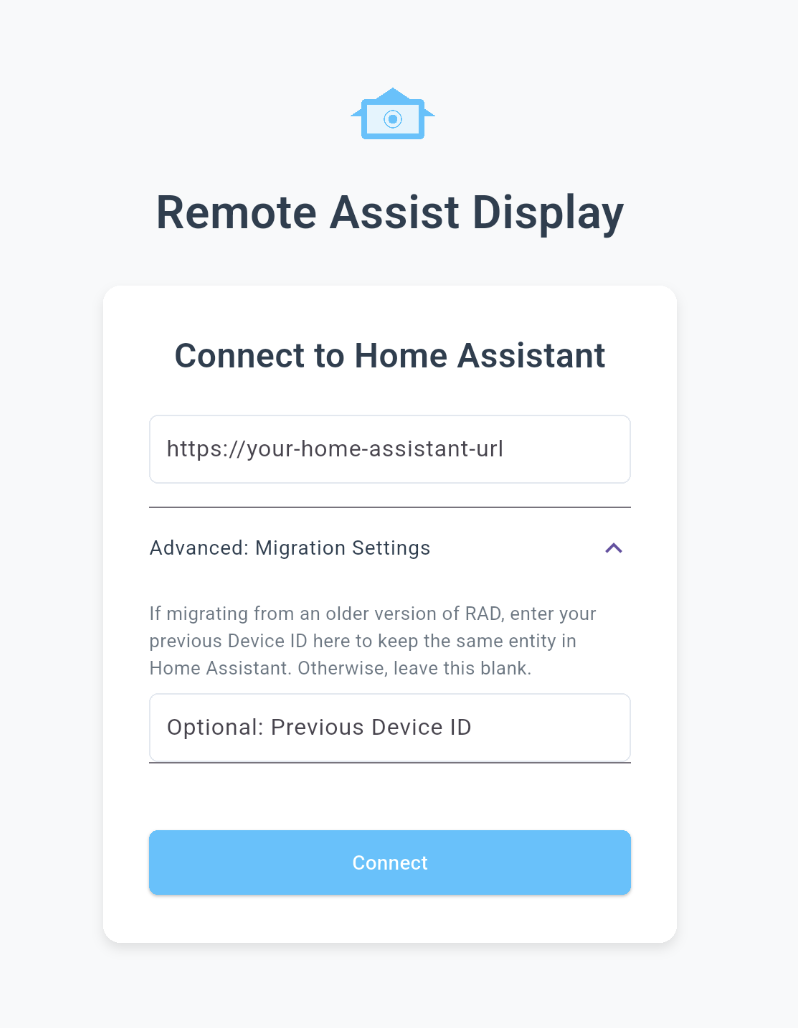 Remote Assist Display
Connect to Home Assistant
https://your-home-assistant-url
Advanced: Migration Settings
If migrating from an older version of RAD, enter your
previous Device ID here to keep the same entity in
Home Assistant. Otherwise, leave this blank.
Optional: Previous Device ID
Connect